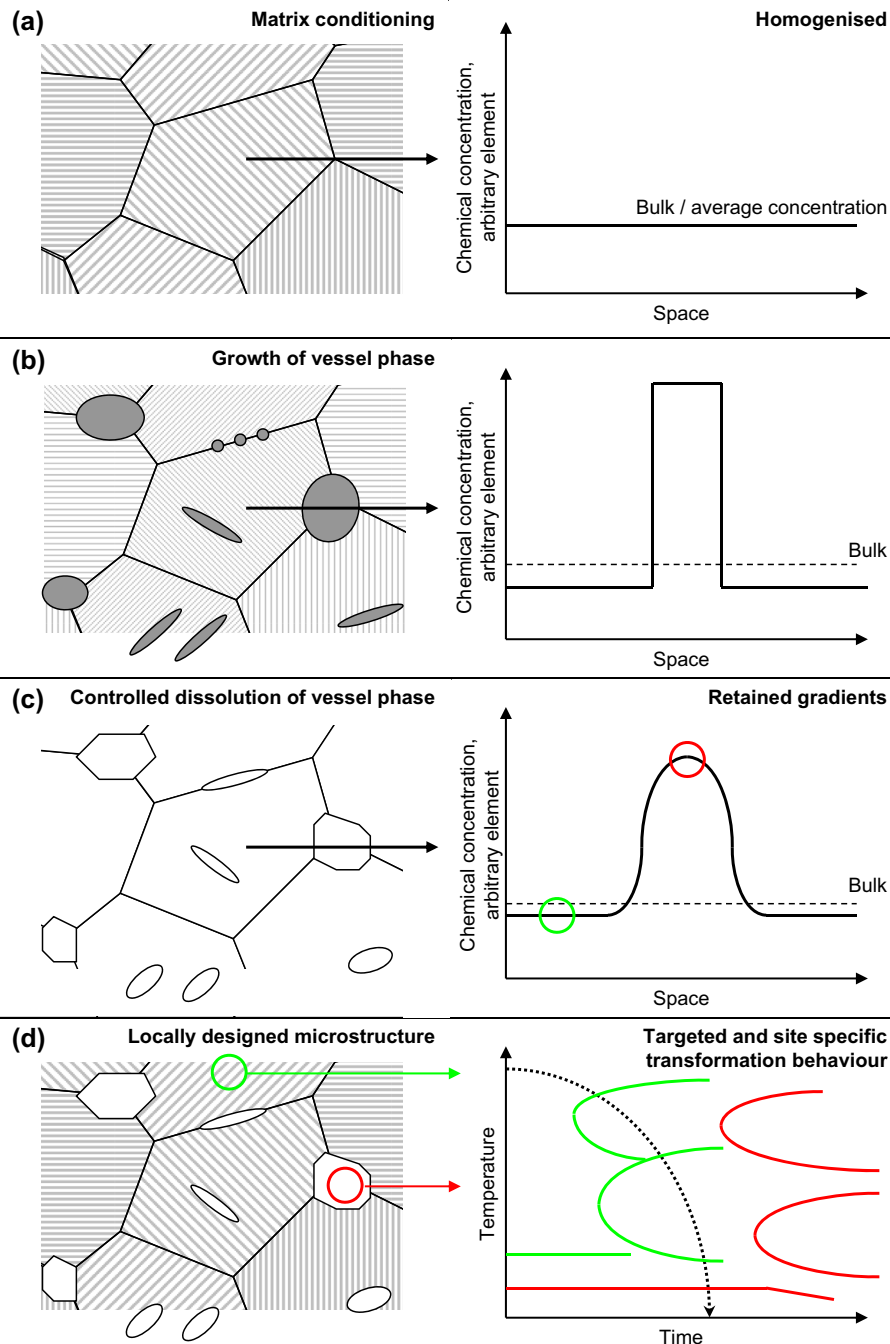 (a)
Matrix conditioning
Homogenised
Chemical concentration,
arbitrary element
Bulk / average concentration
Space
(b)
Growth of vessel phase
Chemical concentration,
arbitrary element
Bulk
Space
(c)
Controlled dissolution of vessel phase
Retained gradients
Chemical concentration,
arbitrary element
Bulk
Space
(d)
Locally designed microstructure
Targeted and site specific
transformation behaviour
Temperature
Time